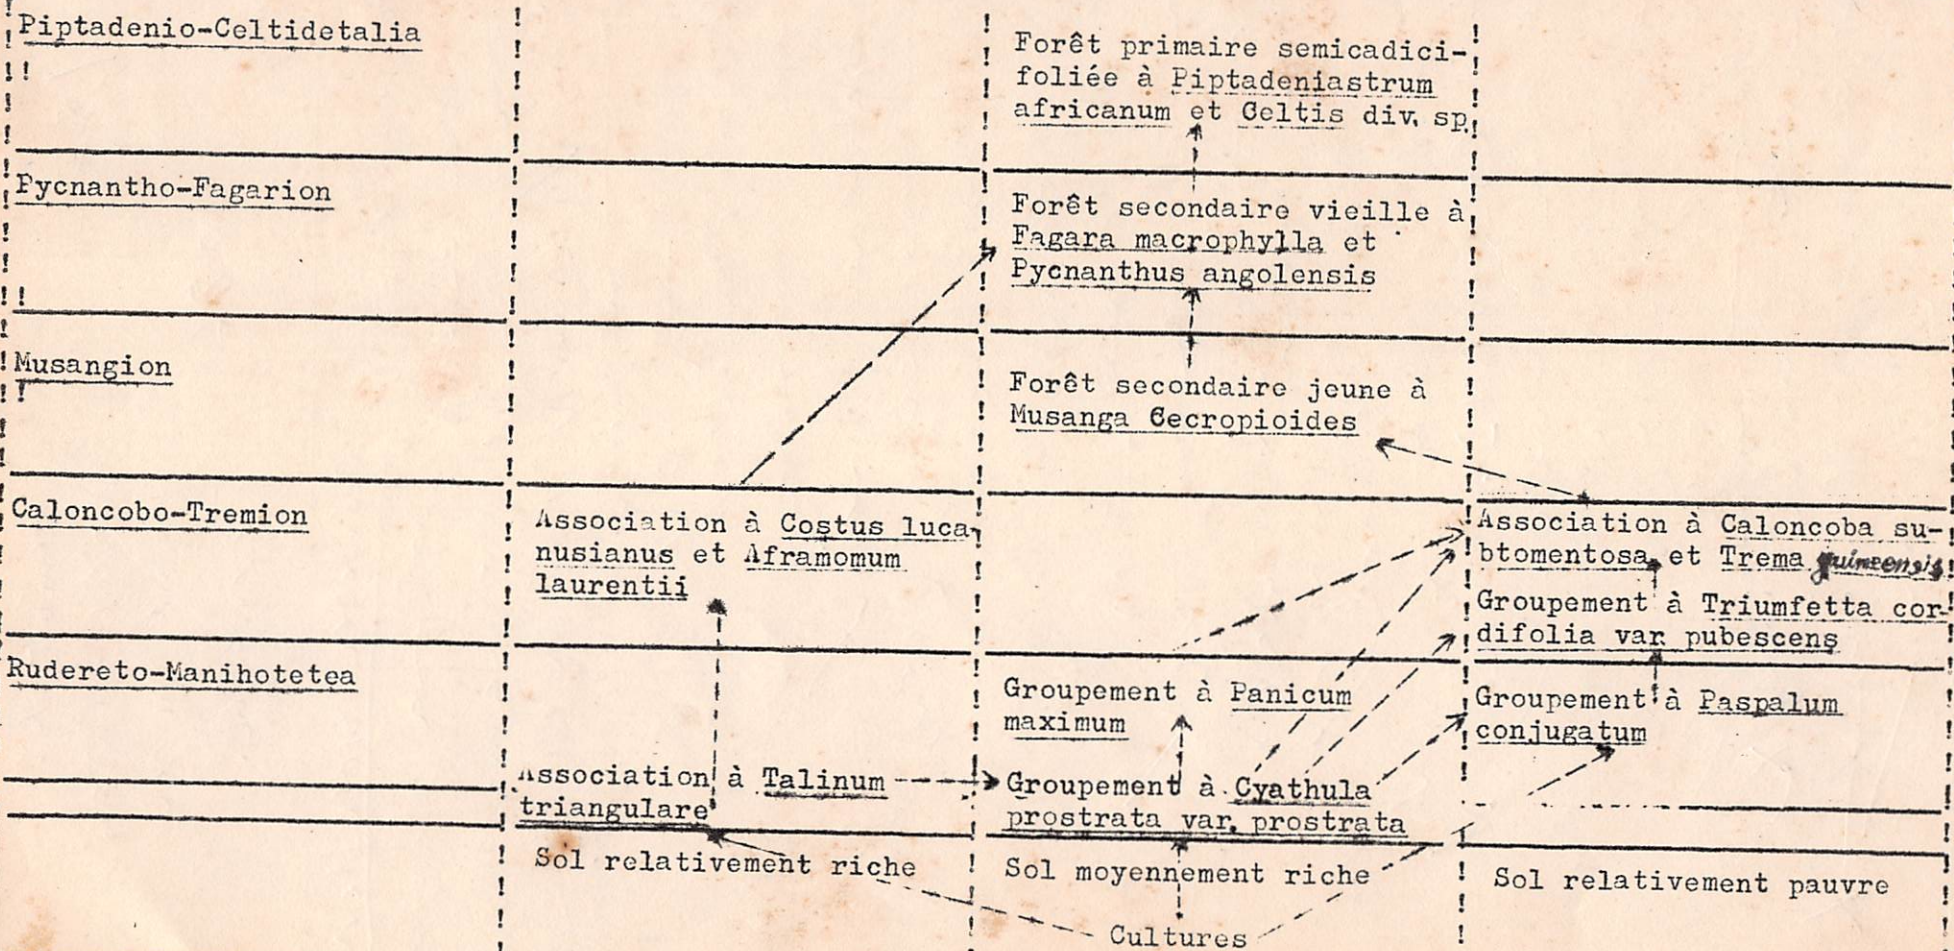 Piptadenio-Celtidetalia
Forêt primaire semicadici-
foliée à Piptadeniastrum
africanum et Celtis div. sp.
Pycnantho-Fagarion
Forêt secondaire vieille à
Fagara macrophylla et
Pycnanthus angolensis
Musangion
Forêt secondaire jeune à
Musanga Cecropioides
Caloncobo-Tremion
Association à Costus luca-
nusianus et Aframomum
laurentii
Association à Caloncoba su-
btomentosa et Trema guineensis
Groupement à Triumfetta cor-
difolia var pubescens
Rudereto-Manihotetea
Association à Talinum
triangulare
Groupement à Panicum
maximum
Groupement à Cyathula
prostrata var. prostrata
Groupement à Paspalum
conjugatum
Sol relativement riche
Sol moyennement riche
Sol relativement pauvre
Cultures